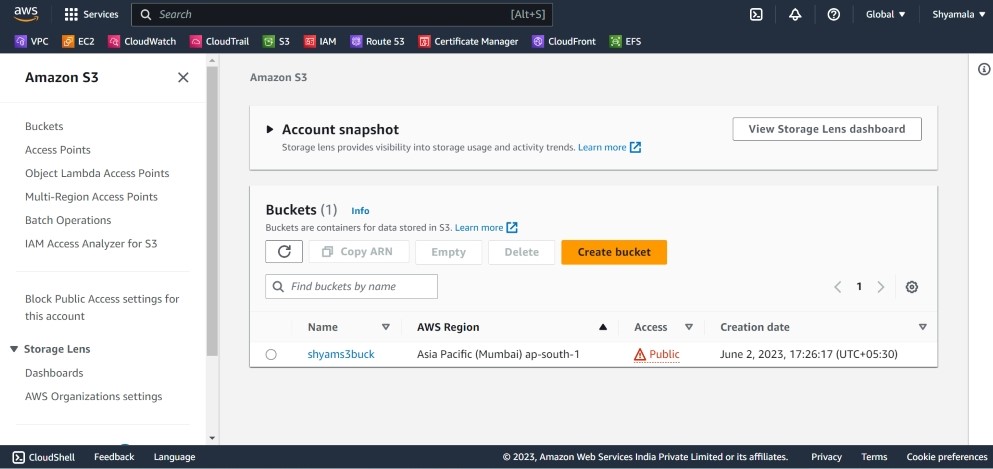 aws
Services
Search
[Alt+S]
Global ▼
Shyamala ▼
VPC
EC2
CloudWatch
CloudTrail
S3
IAM
Route 53
Certificate Manager
CloudFront
EFS
Amazon S3
Buckets
Access Points
Object Lambda Access Points
Multi-Region Access Points
Batch Operations
IAM Access Analyzer for S3
Block Public Access settings for
this account
Storage Lens
Dashboards
AWS Organizations settings
Amazon S3
Account snapshot
View Storage Lens dashboard
Storage lens provides visibility into storage usage and activity trends. Learn more
Buckets (1) Info
Buckets are containers for data stored in S3. Learn more
Copy ARN
Empty
Delete
Create bucket
Find buckets by name
1
Name
AWS Region
Access
Creation date
shyams3buck
Asia Pacific (Mumbai) ap-south-1
Public
June 2, 2023, 17:26:17 (UTC+05:30)
CloudShell
Feedback
Language
© 2023, Amazon Web Services India Private Limited or its affiliates.
Privacy
Terms
Cookie preferences